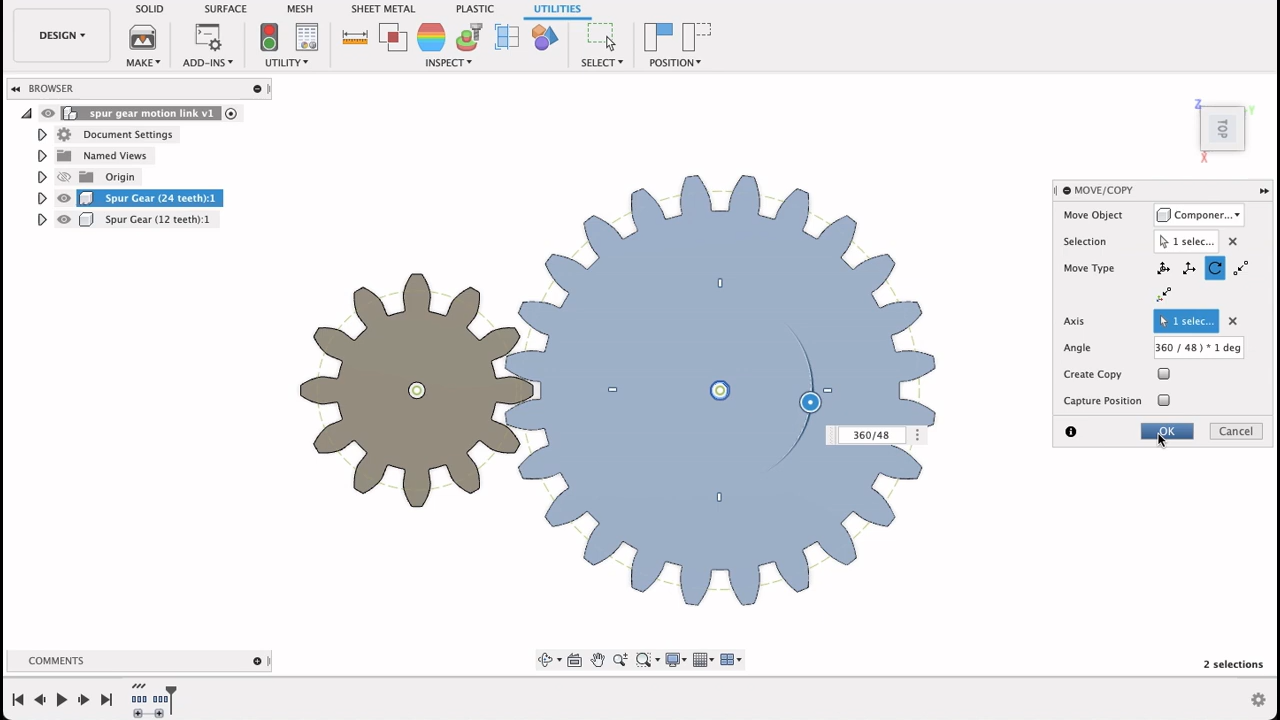 SOLID SURFACE MESH SHEET METAL PLASTIC UTILITIES
DESIGN
MAKE ADD-INS UTILITY INSPECT SELECT POSITION
BROWSER
spur gear motion link v1
Document Settings
Named Views
Origin
Spur Gear (24 teeth):1
Spur Gear (12 teeth):1
Z
Y
TOP
X
MOVE/COPY
Move Object Componer...
Selection 1 selec...
Move Type
Axis 1 selec...
Angle 360 / 48 ) * 1 deg
Create Copy
Capture Position
OK Cancel
360/48
COMMENTS
2 selections